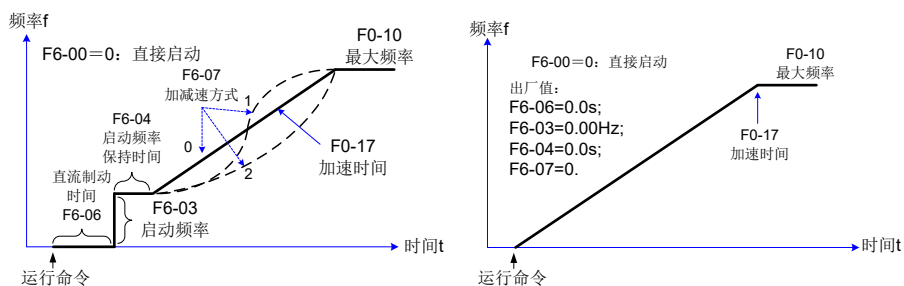 频率f
F6-00＝0：直接启动
F0-10
最大频率
F6-07
加减速方式
1
0
2
F6-04
启动频率
保持时间
F0-17
加速时间
直流制动
时间
F6-06
F6-03
启动频率
时间t
运行命令
频率f
F6-00＝0：直接启动
F0-10
最大频率
出厂值：
F6-06=0.0s;
F6-03=0.00Hz;
F6-04=0.0s;
F6-07=0.
F0-17
加速时间
时间t
运行命令